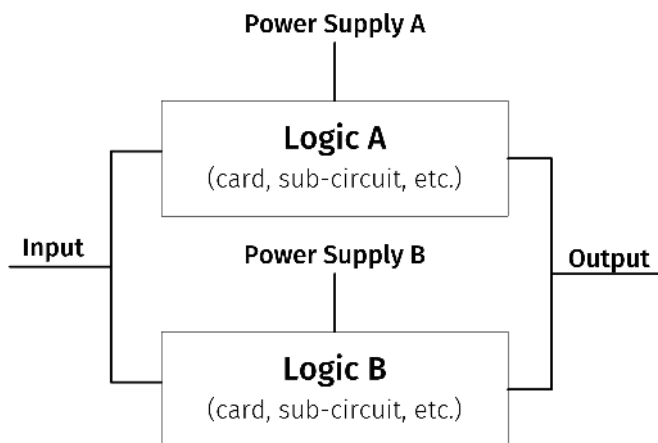 Power Supply A
Logic A
(card, sub-circuit, etc.)
Input
Power Supply B
Output
Logic B
(card, sub-circuit, etc.)